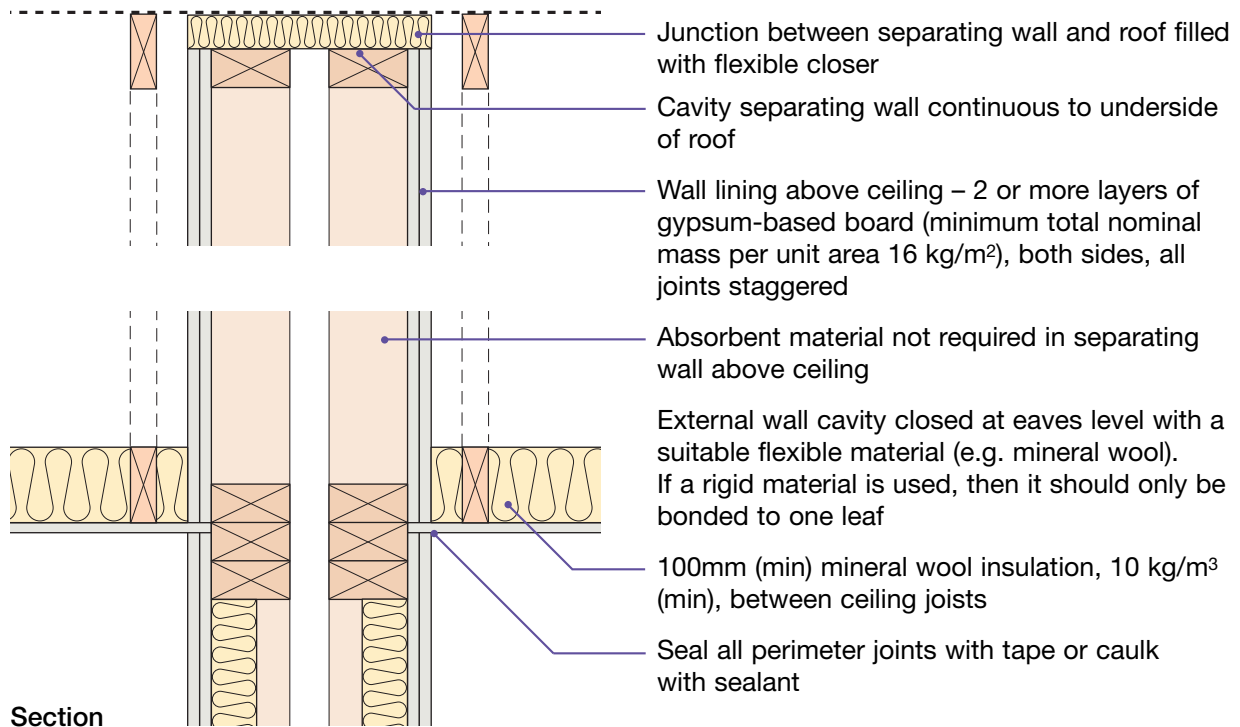 Junction between separating wall and roof filled
with flexible closer
Cavity separating wall continuous to underside
of roof
Wall lining above ceiling – 2 or more layers of
gypsum-based board (minimum total nominal
mass per unit area 16 kg/m²), both sides, all
joints staggered
Absorbent material not required in separating
wall above ceiling
External wall cavity closed at eaves level with a
suitable flexible material (e.g. mineral wool).
If a rigid material is used, then it should only be
bonded to one leaf
100mm (min) mineral wool insulation, 10 kg/m³
(min), between ceiling joists
Seal all perimeter joints with tape or caulk
with sealant
Section